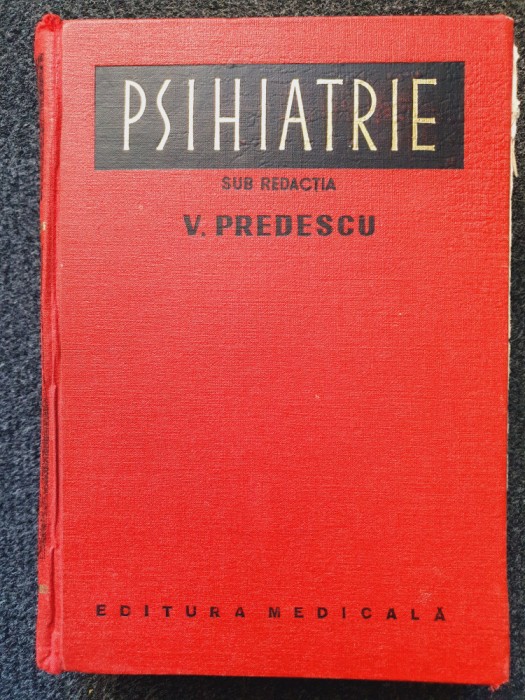 PSIHIATRIE
SUB REDACTIA
V. PREDESCU
EDITURA MEDICALĂ